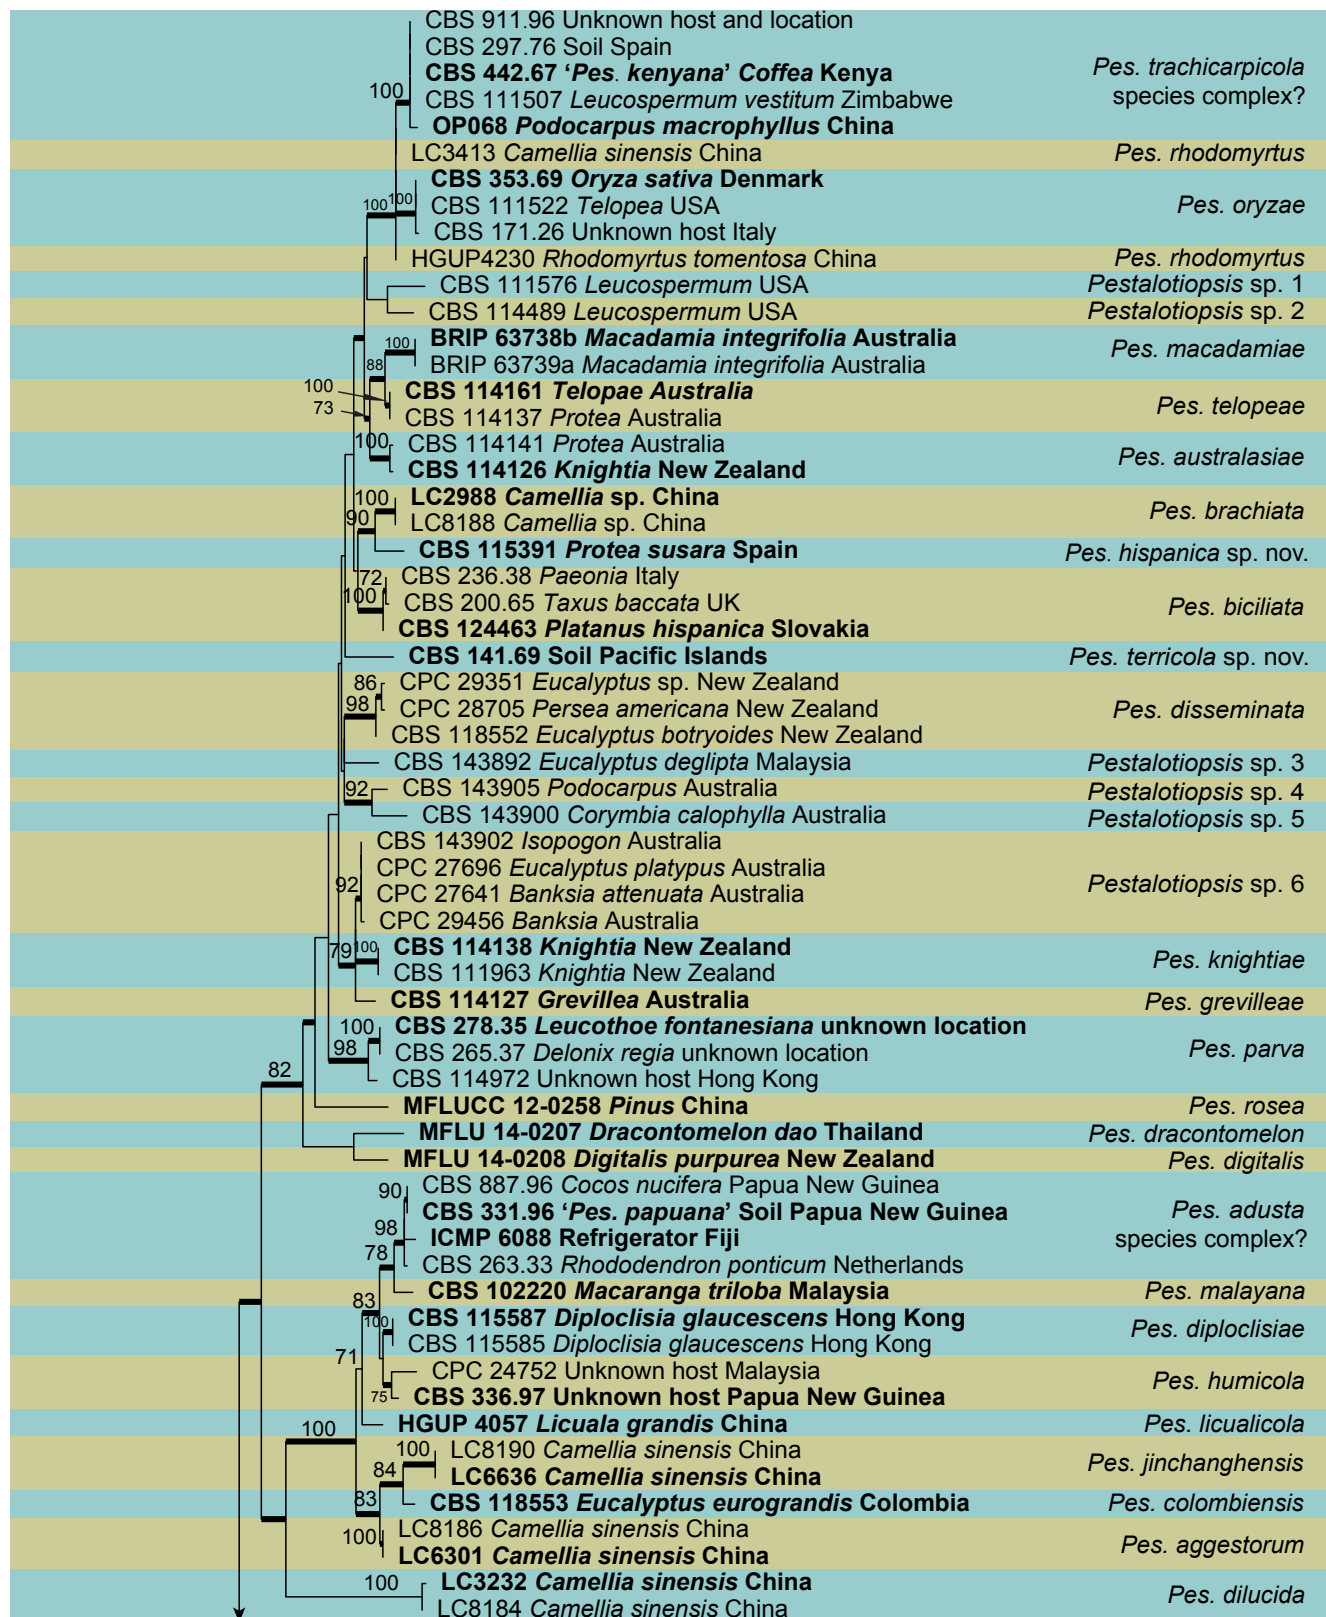 CBS 911.96 Unknown host and location
CBS 297.76 Soil Spain
CBS 442.67 ‘Pes. kenyana’ Coffea Kenya
Pes. trachicarpicola
species complex?
100
CBS 111507 Leucospermum vestitum Zimbabwe
OP068 Podocarpus macrophyllus China
LC3413 Camellia sinensis China
Pes. rhodomyrtus
CBS 353.69 Oryza sativa Denmark
100
100
100
CBS 111522 Telopea USA
Pes. oryzae
CBS 171.26 Unknown host Italy
HGUP4230 Rhodomyrtus tomentosa China
Pes. rhodomyrtus
CBS 111576 Leucospermum USA
Pestalotiopsis sp. 1
CBS 114489 Leucospermum USA
Pestalotiopsis sp. 2
BRIP 63738b Macadamia integrifolia Australia
100
Pes. macadamiae
88
BRIP 63739a Macadamia integrifolia Australia
100
CBS 114161 Telopae Australia
73
Pes. telopeae
CBS 114137 Protea Australia
100
CBS 114141 Protea Australia
Pes. australasiae
CBS 114126 Knightia New Zealand
100
LC2988 Camellia sp. China
Pes. brachiata
90
LC8188 Camellia sp. China
CBS 115391 Protea susara Spain
Pes. hispanica sp. nov.
72
CBS 236.38 Paeonia Italy
100
CBS 200.65 Taxus baccata UK
Pes. biciliata
CBS 124463 Platanus hispanica Slovakia
CBS 141.69 Soil Pacific Islands
Pes. terricola sp. nov.
86
CPC 29351 Eucalyptus sp. New Zealand
98
CPC 28705 Persea americana New Zealand
Pes. disseminata
CBS 118552 Eucalyptus botryoides New Zealand
CBS 143892 Eucalyptus deglipta Malaysia
Pestalotiopsis sp. 3
92
CBS 143905 Podocarpus Australia
Pestalotiopsis sp. 4
CBS 143900 Corymbia calophylla Australia
Pestalotiopsis sp. 5
CBS 143902 Isopogon Australia
CPC 27696 Eucalyptus platypus Australia
92
Pestalotiopsis sp. 6
CPC 27641 Banksia attenuata Australia
CPC 29456 Banksia Australia
79
100
CBS 114138 Knightia New Zealand
Pes. knightiae
CBS 111963 Knightia New Zealand
CBS 114127 Grevillea Australia
Pes. grevilleae
100
CBS 278.35 Leucothoe fontanesiana unknown location
98
CBS 265.37 Delonix regia unknown location
Pes. parva
82
CBS 114972 Unknown host Hong Kong
MFLUCC 12-0258 Pinus China
Pes. rosea
MFLU 14-0207 Dracontomelon dao Thailand
Pes. dracontomelon
MFLU 14-0208 Digitalis purpurea New Zealand
Pes. digitalis
90
CBS 887.96 Cocos nucifera Papua New Guinea
CBS 331.96 ‘Pes. papuana’ Soil Papua New Guinea
Pes. adusta
species complex?
98
ICMP 6088 Refrigerator Fiji
78
CBS 263.33 Rhododendron ponticum Netherlands
CBS 102220 Macaranga triloba Malaysia
Pes. malayana
83
100
CBS 115587 Diploclisia glaucescens Hong Kong
Pes. diploclisiae
CBS 115585 Diploclisia glaucescens Hong Kong
71
CPC 24752 Unknown host Malaysia
Pes. humicola
75
CBS 336.97 Unknown host Papua New Guinea
HGUP 4057 Licuala grandis China
Pes. licualicola
100
100
LC8190 Camellia sinensis China
Pes. jinchanghensis
84
LC6636 Camellia sinensis China
83
CBS 118553 Eucalyptus eurograndis Colombia
Pes. colombiensis
LC8186 Camellia sinensis China
100
Pes. aggestorum
LC6301 Camellia sinensis China
100
LC3232 Camellia sinensis China
Pes. dilucida
LC8184 Camellia sinensis China